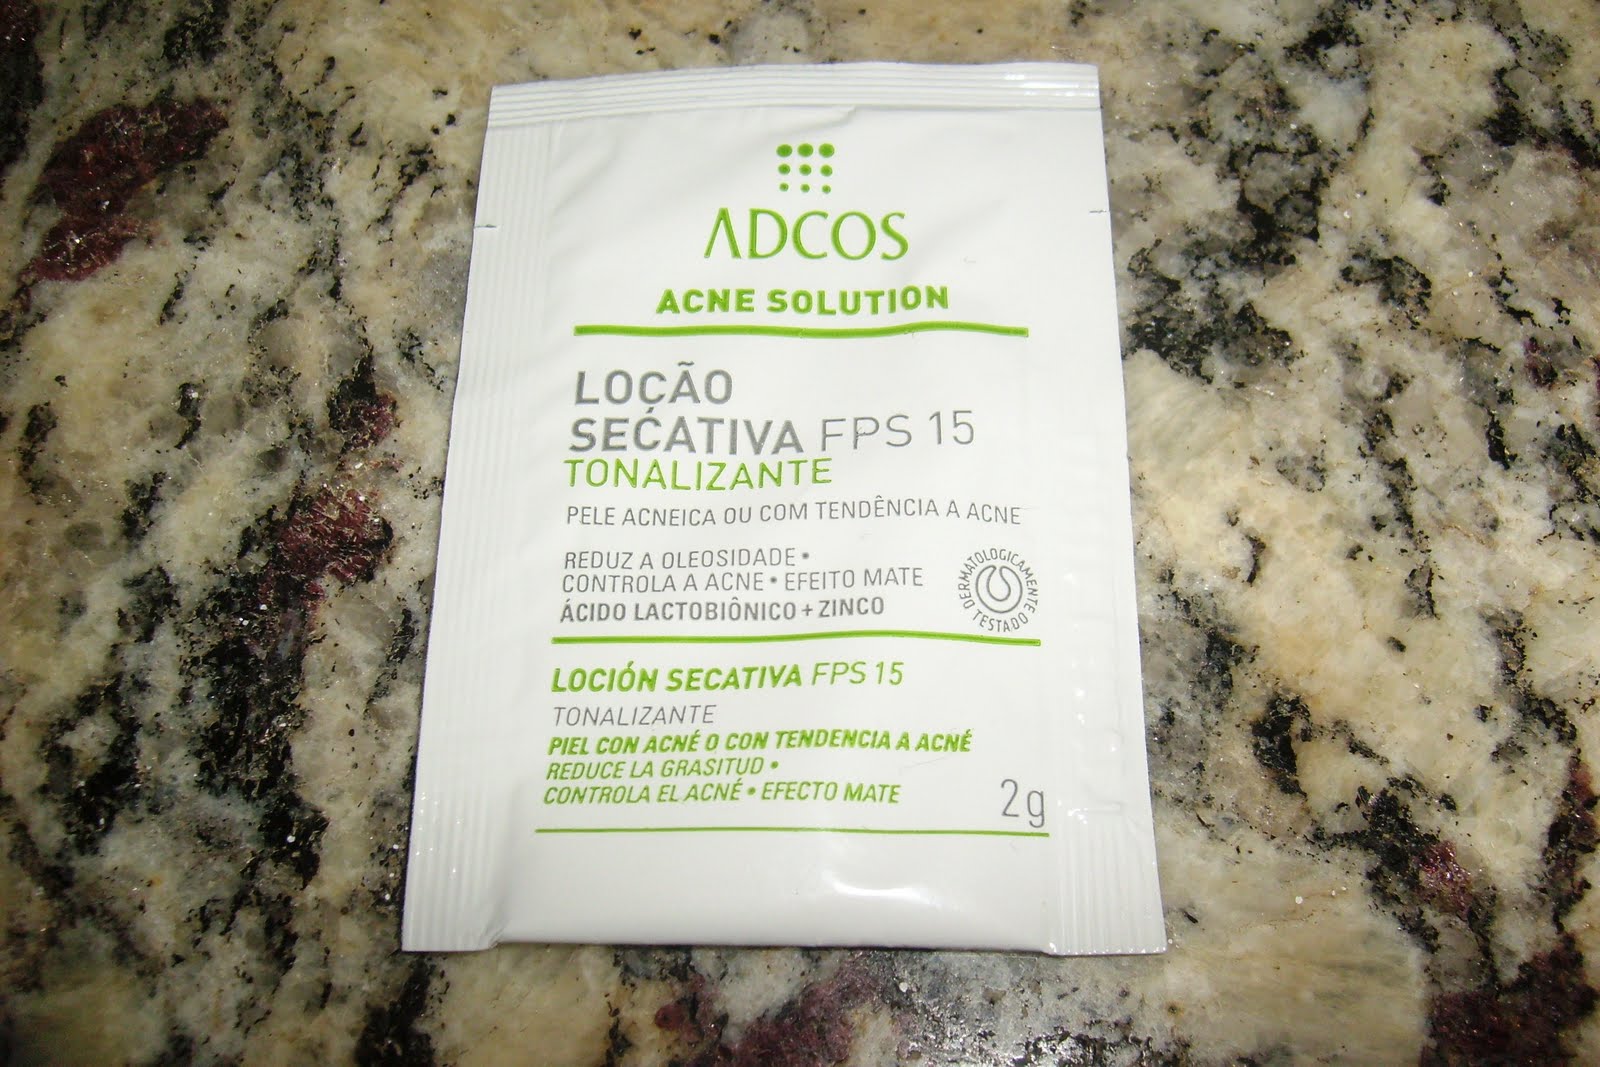 ADCOS
ACNE SOLUTION
LOÇÃO
SECATIVA FPS 15
TONALIZANTE
PELE ACNEICA OU COM TENDÊNCIA A ACNE
REDUZ A OLEOSIDADE •
CONTROLA A ACNE • EFEITO MATE
ÁCIDO LACTOBIÔNICO + ZINCO
DERMATOLOGICAMENTE TESTADO
LOCIÓN SECATIVA FPS 15
TONALIZANTE
PIEL CON ACNÉ O CON TENDENCIA A ACNÉ
REDUCE LA GRASITUD •
CONTROLA EL ACNÉ • EFECTO MATE
2g